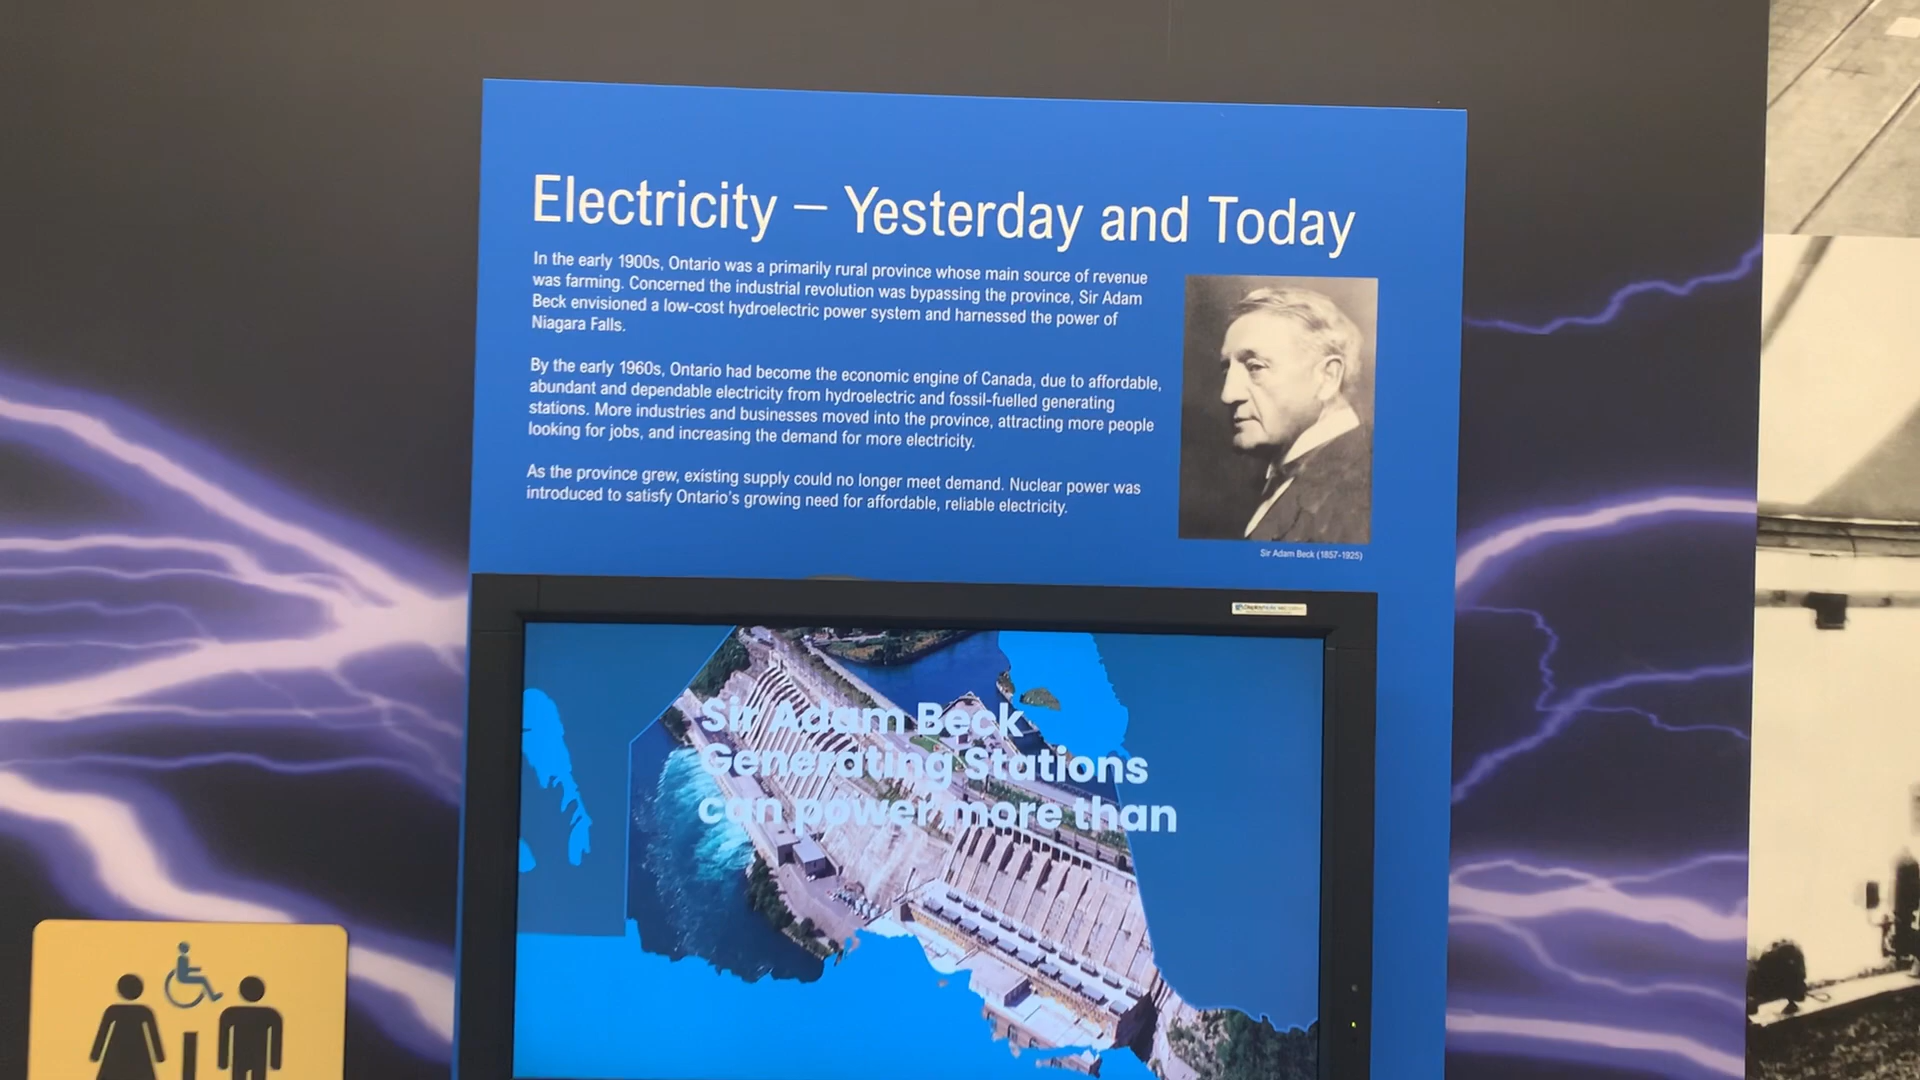 Electricity – Yesterday and Today
In the early 1900s, Ontario was a primarily rural province whose main source of revenue
was farming. Concerned the industrial revolution was bypassing the province, Sir Adam
Beck envisioned a low-cost hydroelectric power system and harnessed the power of
Niagara Falls.
By the early 1960s, Ontario had become the economic engine of Canada, due to affordable,
abundant and dependable electricity from hydroelectric and fossil-fuelled generating
stations. More industries and businesses moved into the province, attracting more people
looking for jobs, and increasing the demand for more electricity.
As the province grew, existing supply could no longer meet demand. Nuclear power was
introduced to satisfy Ontario's growing need for affordable, reliable electricity.
Sir Adam Beck (1857-1925)
Sir Adam Beck
Generating Stations
can power more than